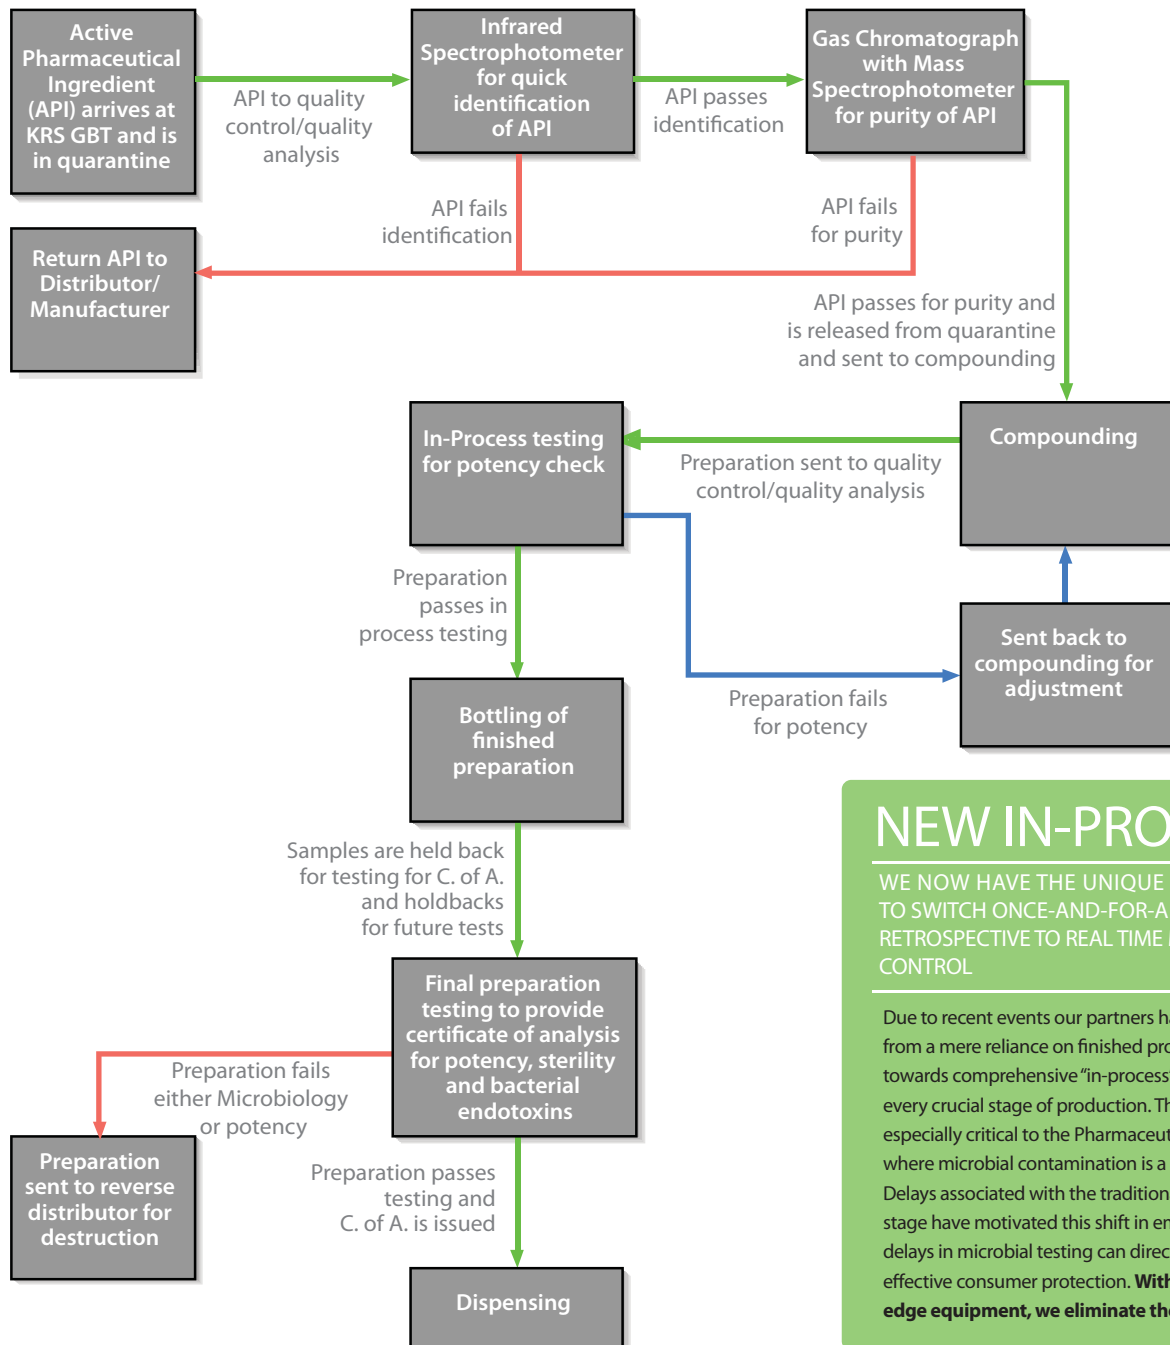 Active
Pharmaceutical
Ingredient
(API) arrives at
KRS GBT and is
in quarantine
API to quality
control/quality
analysis
Infrared
Spectrophotometer
for quick
identification
of API
API passes
identification
Gas Chromatograph
with Mass
Spectrophotometer
for purity of API
API fails
identification
API fails
for purity
Return API to
Distributor/
Manufacturer
API passes for purity and
is released from quarantine
and sent to compounding
Compounding
Preparation sent to quality
control/quality analysis
In-Process testing
for potency check
Preparation
passes in
process testing
Preparation fails
for potency
Sent back to
compounding for
adjustment
Bottling of
finished
preparation
Samples are held back
for testing for C. of A.
and holdbacks
for future tests
Final preparation
testing to provide
certificate of analysis
for potency, sterility
and bacterial
endotoxins
Preparation fails
either Microbiology
or potency
Preparation
sent to reverse
distributor for
destruction
Preparation passes
testing and
C. of A. is issued
Dispensing
NEW IN-PRO
WE NOW HAVE THE UNIQUE
TO SWITCH ONCE-AND-FOR-A
RETROSPECTIVE TO REAL TIME
CONTROL
Due to recent events our partners ha
from a mere reliance on finished pro
towards comprehensive “in-process”
every crucial stage of production. Th
especially critical to the Pharmaceut
where microbial contamination is a
Delays associated with the tradition
stage have motivated this shift in em
delays in microbial testing can direc
effective consumer protection. With
edge equipment, we eliminate the